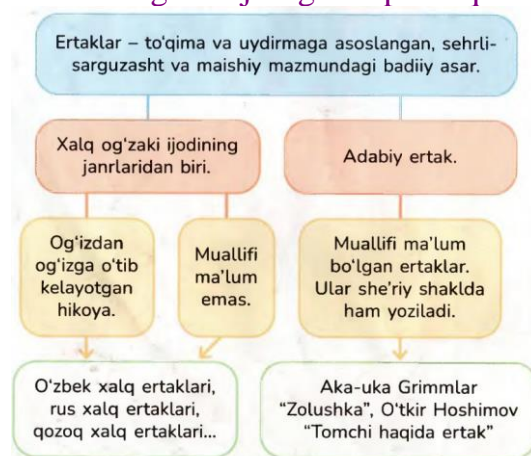 Ertaklar – to‘qima va uydirmaga asoslangan, sehrli-
sarguzasht va maishiy mazmundagi badiiy asar.
Xalq og‘zaki ijodining
janrlaridan biri.
Adabiy ertak.
Og‘izdan
og‘izga o‘tib
kelayotgan
hikoya.
Muallifi
ma’lum
emas.
Muallifi ma’lum
bo‘lgan ertaklar.
Ular she’riy shaklda
ham yoziladi.
O‘zbek xalq ertaklari,
rus xalq ertaklari,
qozoq xalq ertaklari...
Aka-uka Grimmlar
“Zolushka”, O‘tkir Hoshimov
“Tomchi haqida ertak”